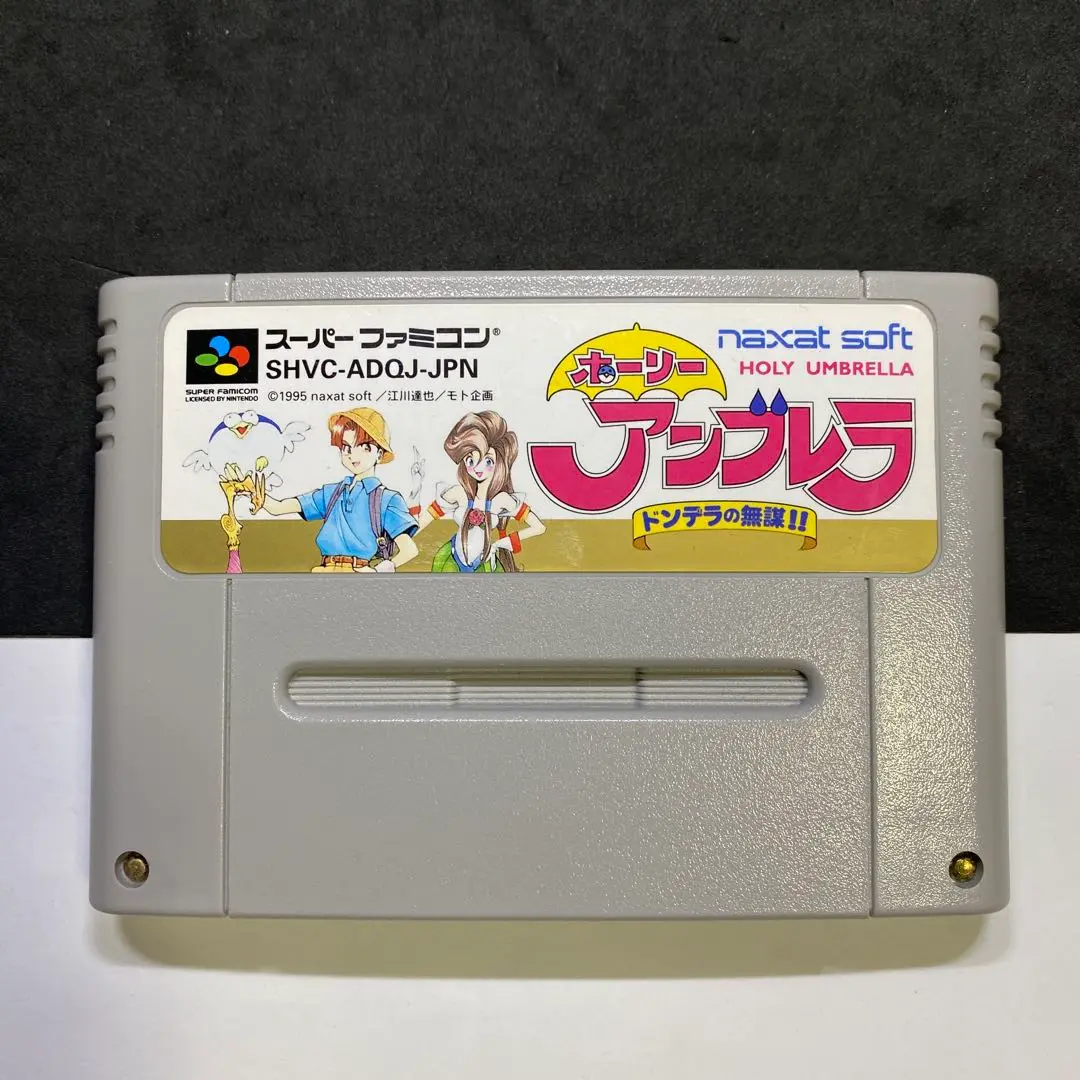 スーパーファミコン®
SHVC-ADQJ-JPN
SUPER FAMICOM
LICENSED BY NINTENDO
©1995 naxat soft／江川達也／モト企画
naxat soft
HOLY UMBRELLA
ホーリー
アンブレラ
ドンデラの無謀!!